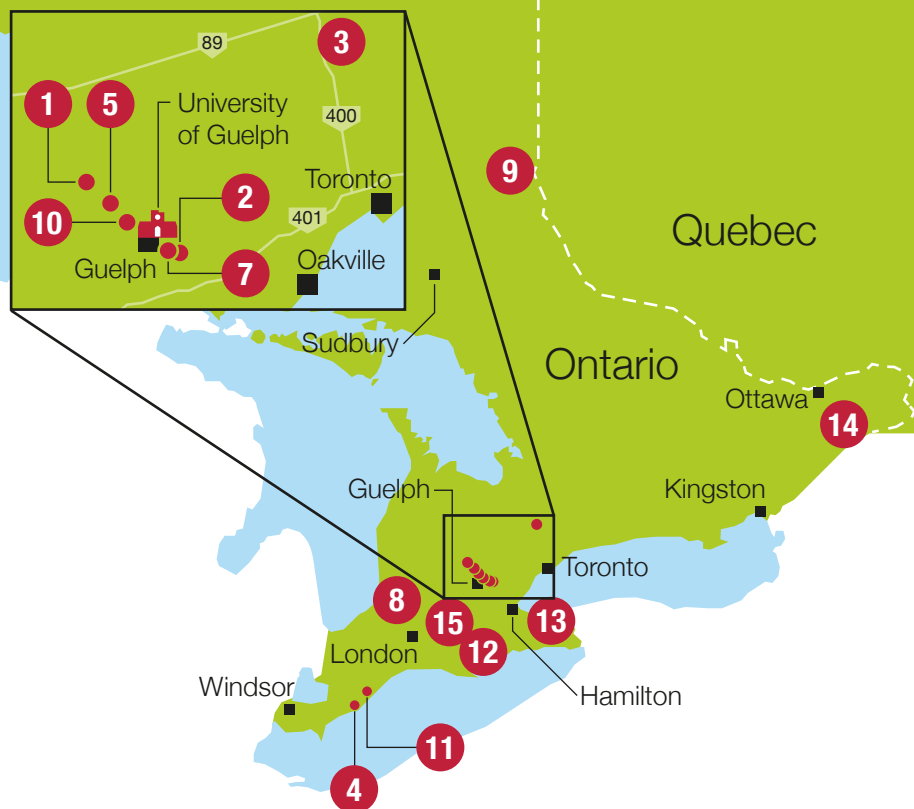 89
3
1
5
University
of Guelph
400
Toronto
2
10
401
Guelph
7
Oakville
9
Quebec
Sudbury
Ontario
Ottawa
14
Guelph
Kingston
Toronto
8
15
13
12
London
Windsor
Hamilton
11
4